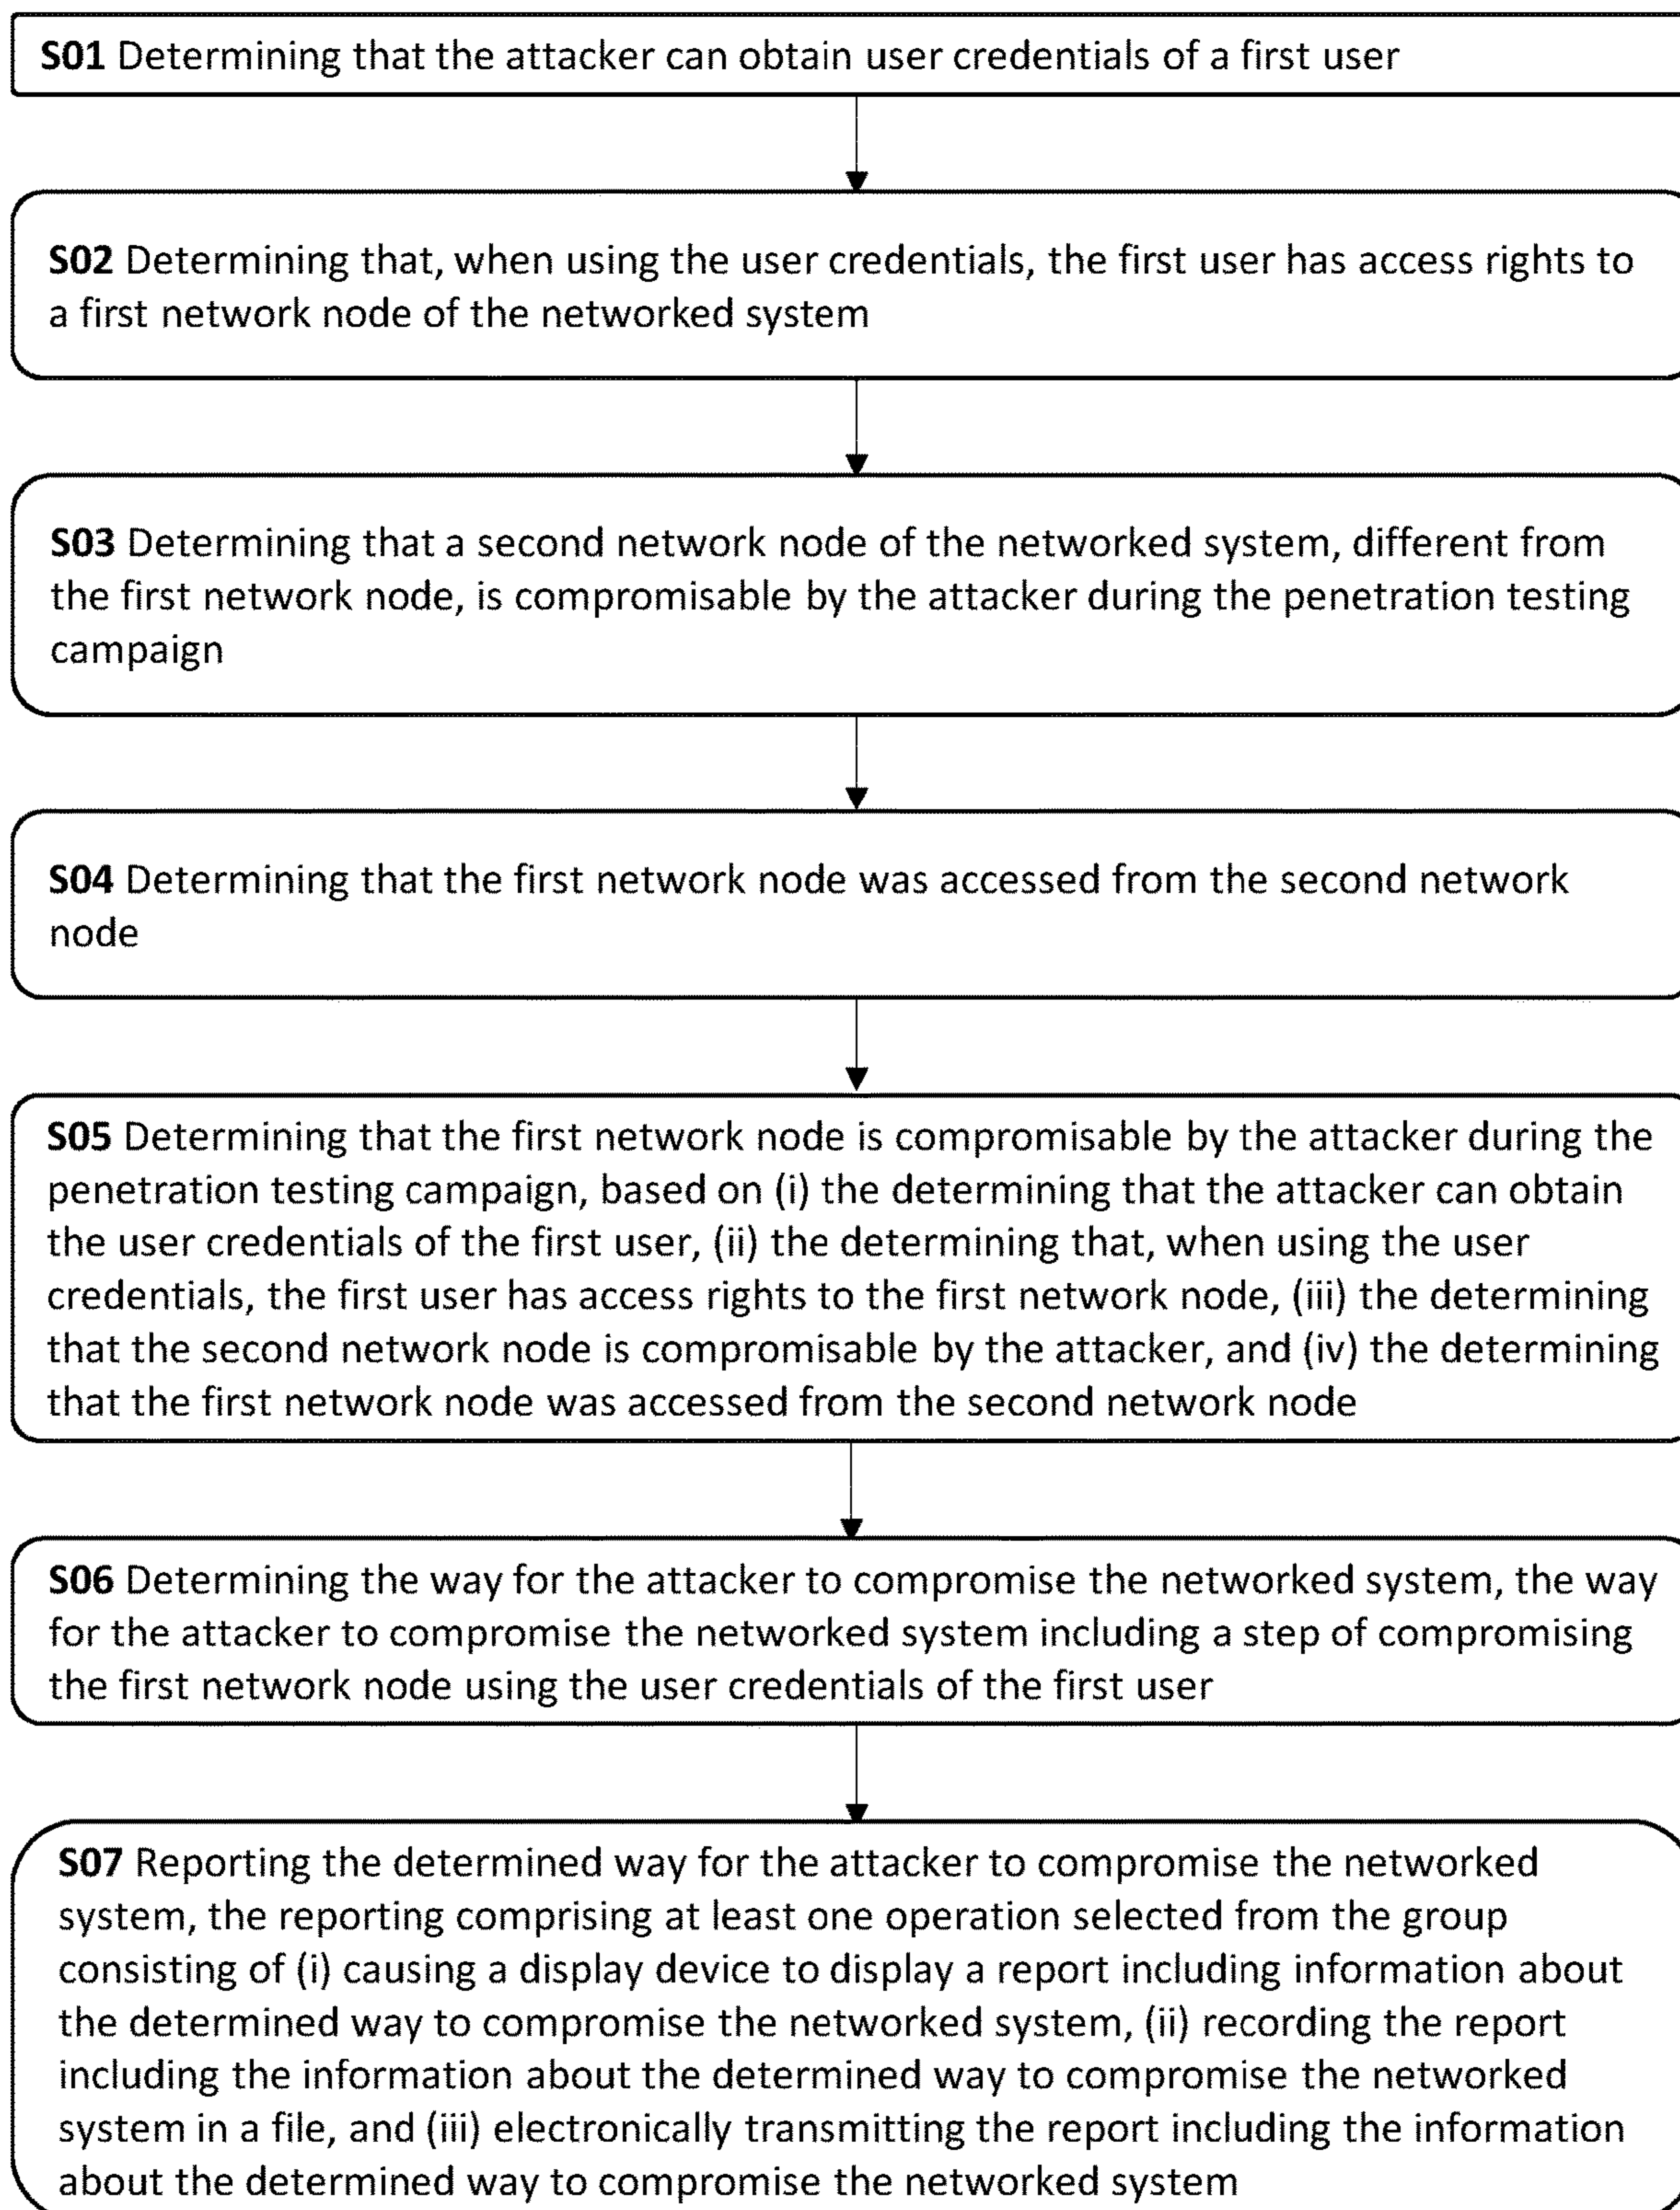 S01 Determining that the attacker can obtain user credentials of a first user
S02 Determining that, when using the user credentials, the first user has access rights to
a first network node of the networked system
S03 Determining that a second network node of the networked system, different from
the first network node, is compromisable by the attacker during the penetration testing
campaign
S04 Determining that the first network node was accessed from the second network
node
S05 Determining that the first network node is compromisable by the attacker during the
penetration testing campaign, based on (i) the determining that the attacker can obtain
the user credentials of the first user, (ii) the determining that, when using the user
credentials, the first user has access rights to the first network node, (iii) the determining
that the second network node is compromisable by the attacker, and (iv) the determining
that the first network node was accessed from the second network node
S06 Determining the way for the attacker to compromise the networked system, the way
for the attacker to compromise the networked system including a step of compromising
the first network node using the user credentials of the first user
S07 Reporting the determined way for the attacker to compromise the networked
system, the reporting comprising at least one operation selected from the group
consisting of (i) causing a display device to display a report including information about
the determined way to compromise the networked system, (ii) recording the report
including the information about the determined way to compromise the networked
system in a file, and (iii) electronically transmitting the report including the information
about the determined way to compromise the networked system